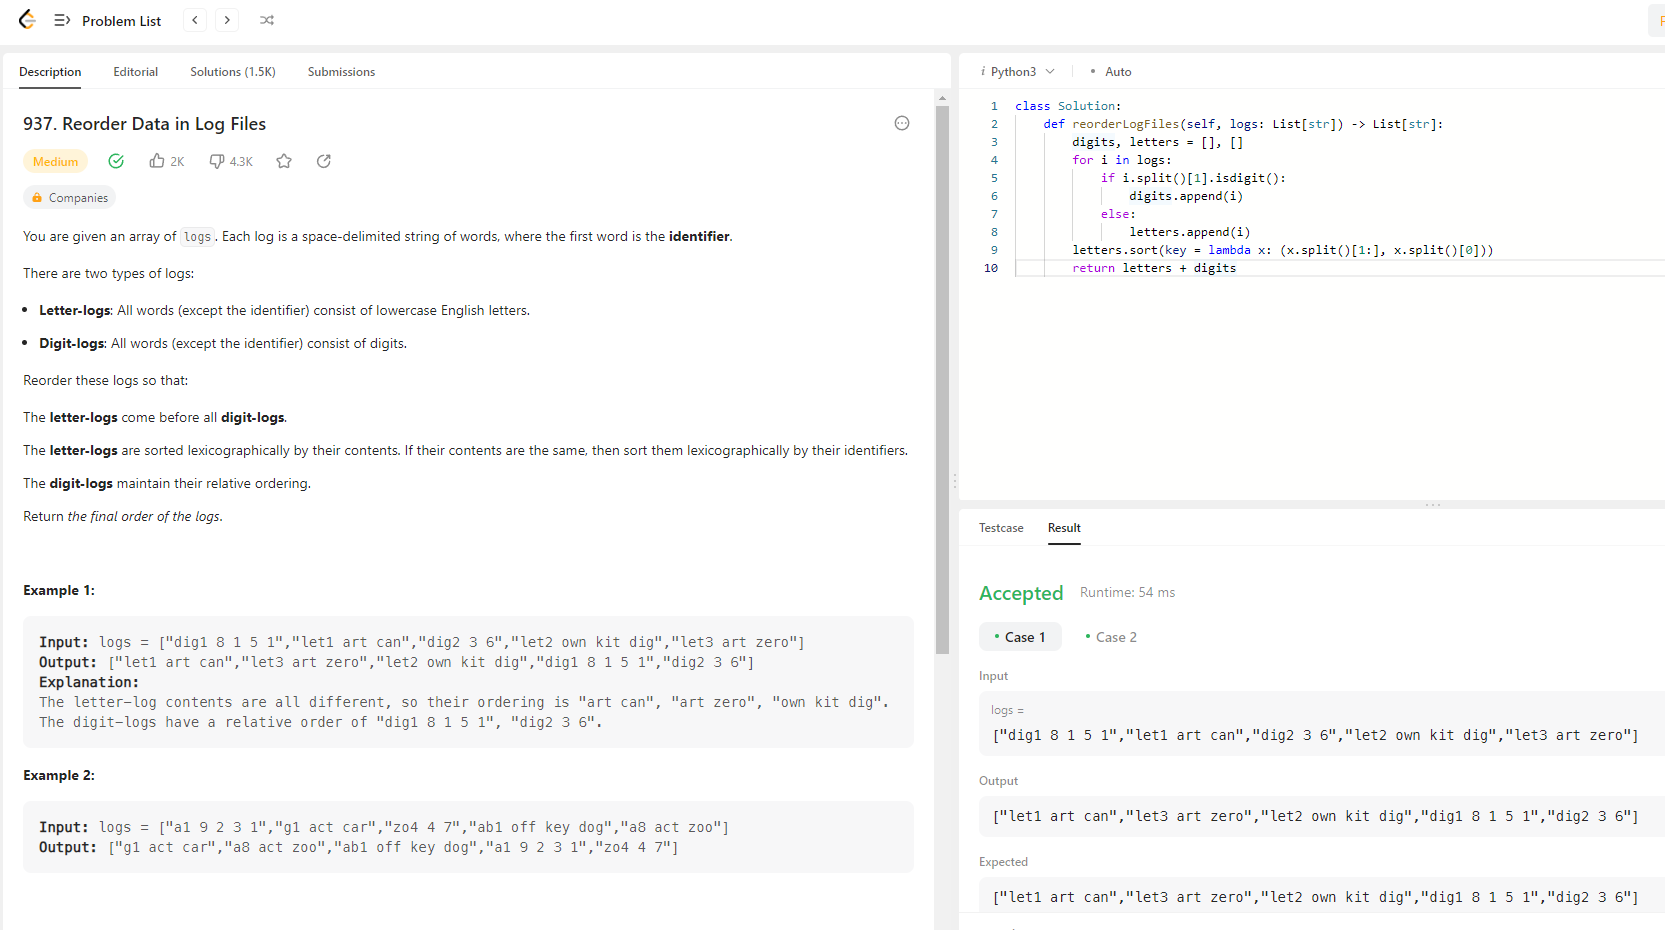 Problem List
Description Editorial Solutions (1.5K) Submissions
937. Reorder Data in Log Files
Medium 2K 4.3K
Companies
You are given an array of logs. Each log is a space-delimited string of words, where the first word is the identifier.
There are two types of logs:
• Letter-logs: All words (except the identifier) consist of lowercase English letters.
• Digit-logs: All words (except the identifier) consist of digits.
Reorder these logs so that:
The letter-logs come before all digit-logs.
The letter-logs are sorted lexicographically by their contents. If their contents are the same, then sort them lexicographically by their identifiers.
The digit-logs maintain their relative ordering.
Return the final order of the logs.
Example 1:
Input: logs = ["dig1 8 1 5 1","let1 art can","dig2 3 6","let2 own kit dig","let3 art zero"]
Output: ["let1 art can","let3 art zero","let2 own kit dig","dig1 8 1 5 1","dig2 3 6"]
Explanation:
The letter-log contents are all different, so their ordering is "art can", "art zero", "own kit dig".
The digit-logs have a relative order of "dig1 8 1 5 1", "dig2 3 6".
Example 2:
Input: logs = ["a1 9 2 3 1","g1 act car","zo4 4 7","ab1 off key dog","a8 act zoo"]
Output: ["g1 act car","a8 act zoo","ab1 off key dog","a1 9 2 3 1","zo4 4 7"]
i Python3 • Auto
1 class Solution:
2 def reorderLogFiles(self, logs: List[str]) -> List[str]:
3 digits, letters = [], []
4 for i in logs:
5 if i.split()[1].isdigit():
6 digits.append(i)
7 else:
8 letters.append(i)
9 letters.sort(key = lambda x: (x.split()[1:], x.split()[0]))
10 return letters + digits
Testcase Result
Accepted Runtime: 54 ms
• Case 1 • Case 2
Input
logs =
["dig1 8 1 5 1","let1 art can","dig2 3 6","let2 own kit dig","let3 art zero"]
Output
["let1 art can","let3 art zero","let2 own kit dig","dig1 8 1 5 1","dig2 3 6"]
Expected
["let1 art can","let3 art zero","let2 own kit dig","dig1 8 1 5 1","dig2 3 6"]